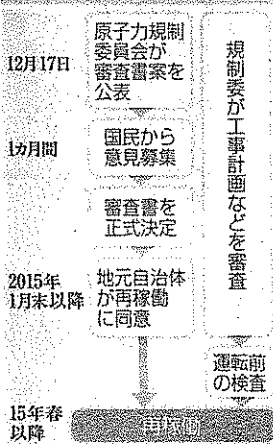 12月17日
原子力規制
委員会が
審査書案を
公表
1カ月間
国民から
意見募集
審査書を
正式決定
2015年
1月末以降
地元自治体
が再稼働
に同意
規制委が工事計画などを審査
運転前
の検査
15年春
以降
再稼働